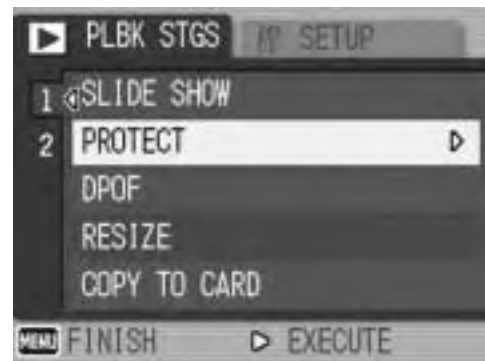 PLBK STGS SETUP
1 SLIDE SHOW
2 PROTECT
DPOF
RESIZE
COPY TO CARD
MENU FINISH EXECUTE